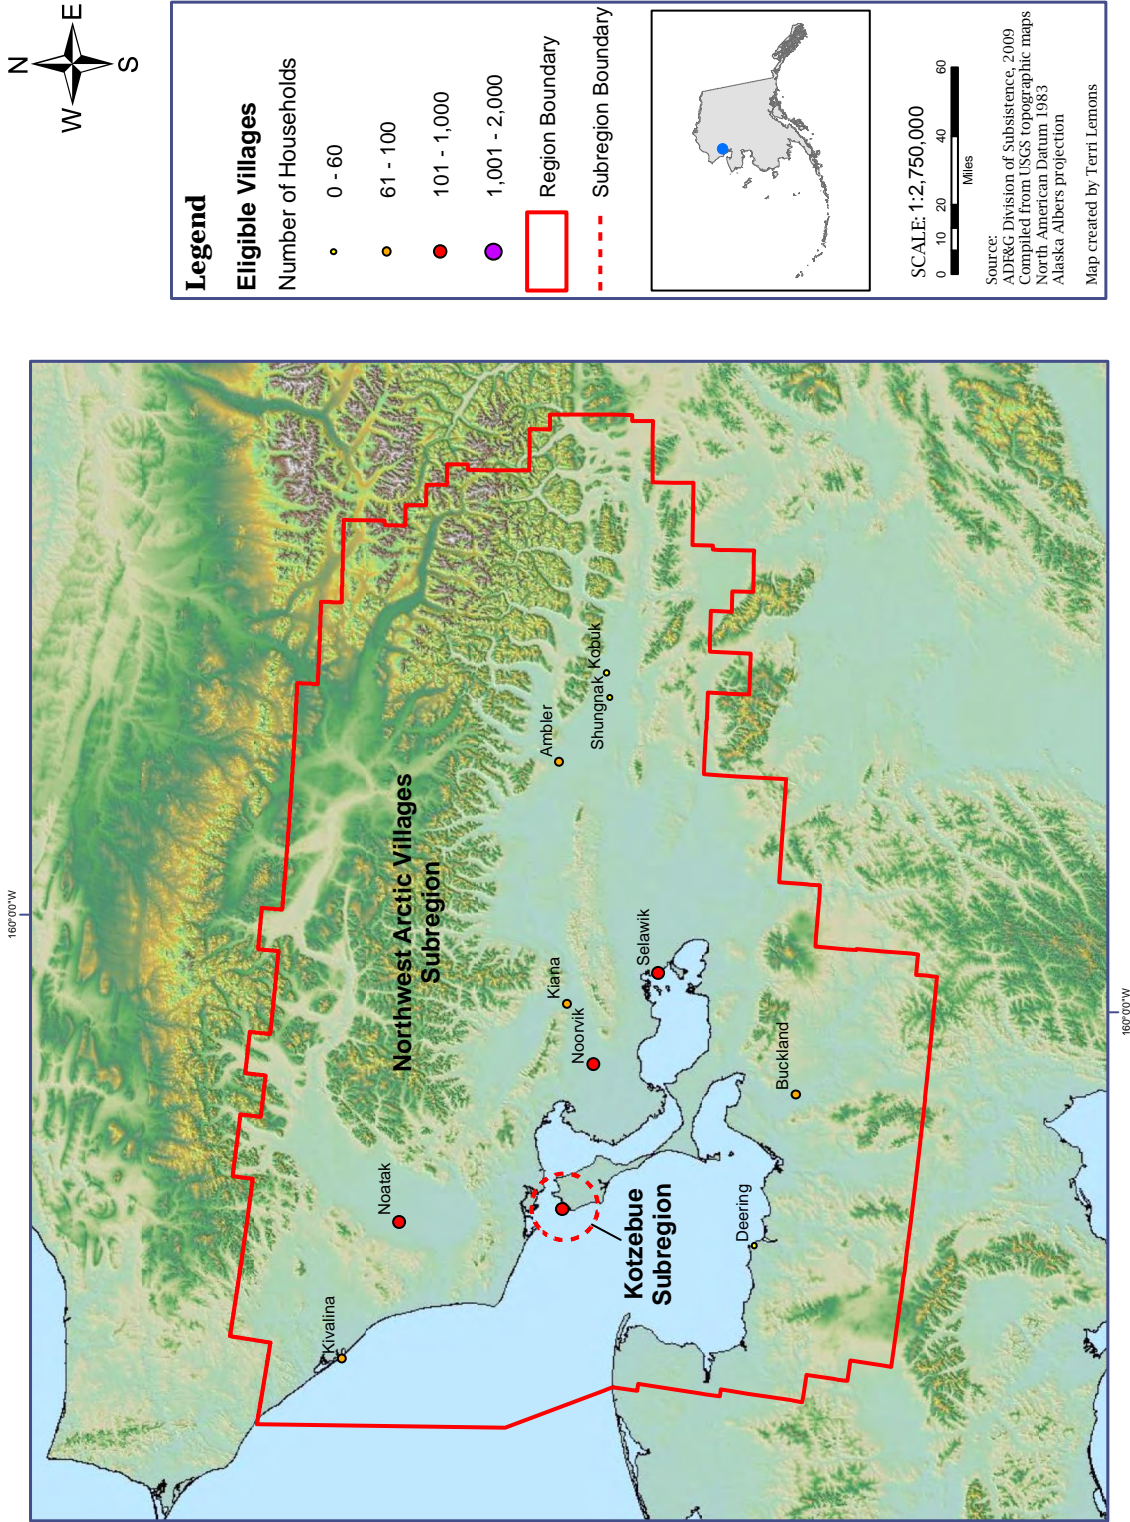 N
W
E
S
Legend
Eligible Villages
Number of Households
0 - 60
61 - 100
101 - 1,000
1,001 - 2,000
Region Boundary
Subregion Boundary
SCALE: 1:2,750,000
0 10 20 40 60
Miles
Source:
ADF&G Division of Subsistence, 2009
Compiled from USGS topographic maps
North American Datum 1983
Alaska Albers projection
Map created by Terri Lemons
160°0'0"W
Northwest Arctic Villages
Subregion
Kivalina
Noatak
Ambler
Shungnak
Kobuk
Kiana
Noorvik
Selawik
Kotzebue
Subregion
Deering
Buckland
160°0'0"W